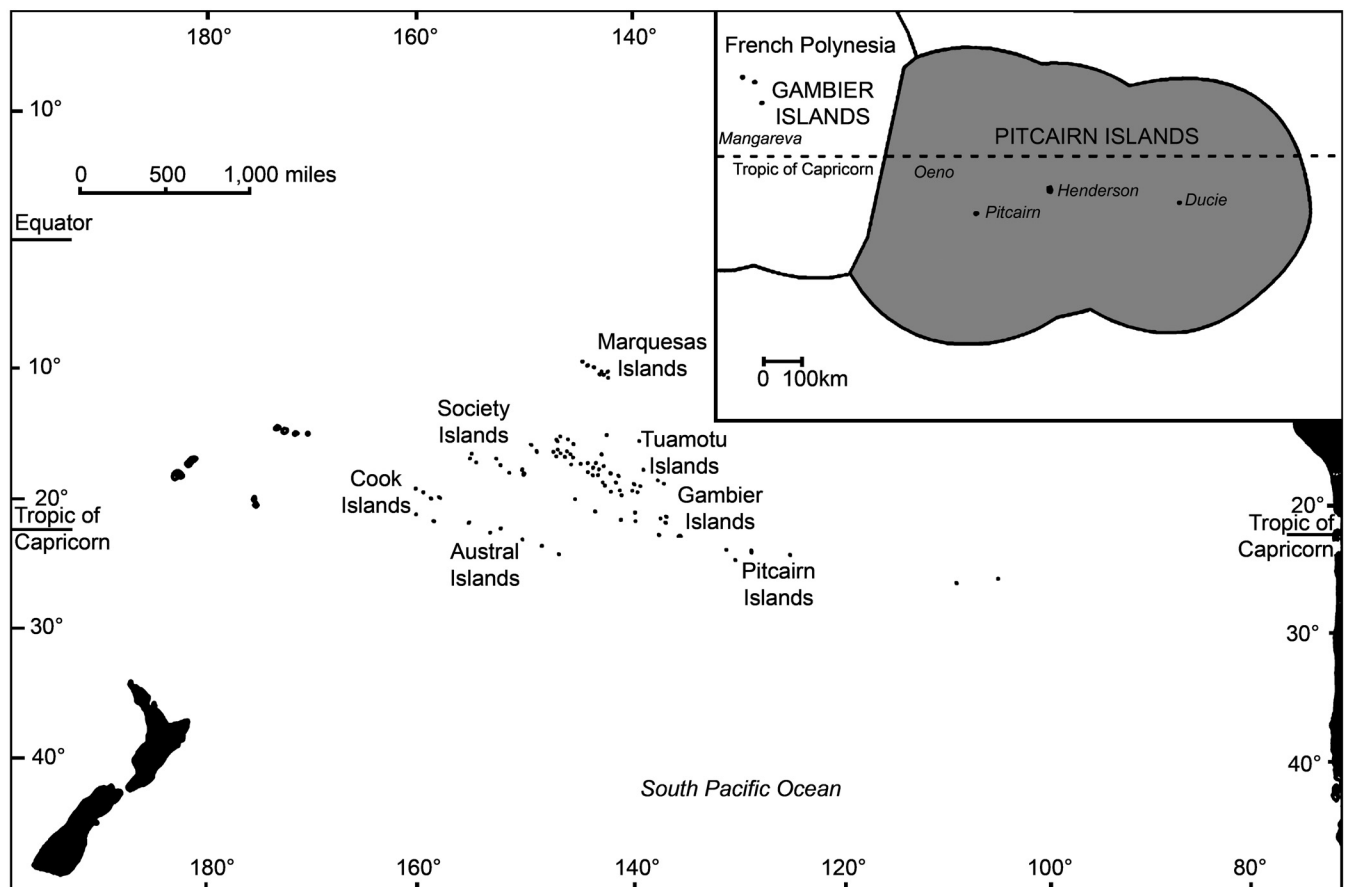 180°
160°
140°
10°
0
500
1,000 miles
Equator
10°
20°
Tropic of
Capricorn
30°
40°
Marquesas
Islands
Society
Islands
Tuamotu
Islands
Cook
Islands
Gambier
Islands
Austral
Islands
Pitcairn
Islands
South Pacific Ocean
20°
Tropic of
Capricorn
30°
40°
180°
160°
140°
120°
100°
80°
French Polynesia
GAMBIER
ISLANDS
Mangareva
Tropic of Capricorn
PITCAIRN ISLANDS
Oeno
Henderson
Pitcairn
Ducie
0
100km